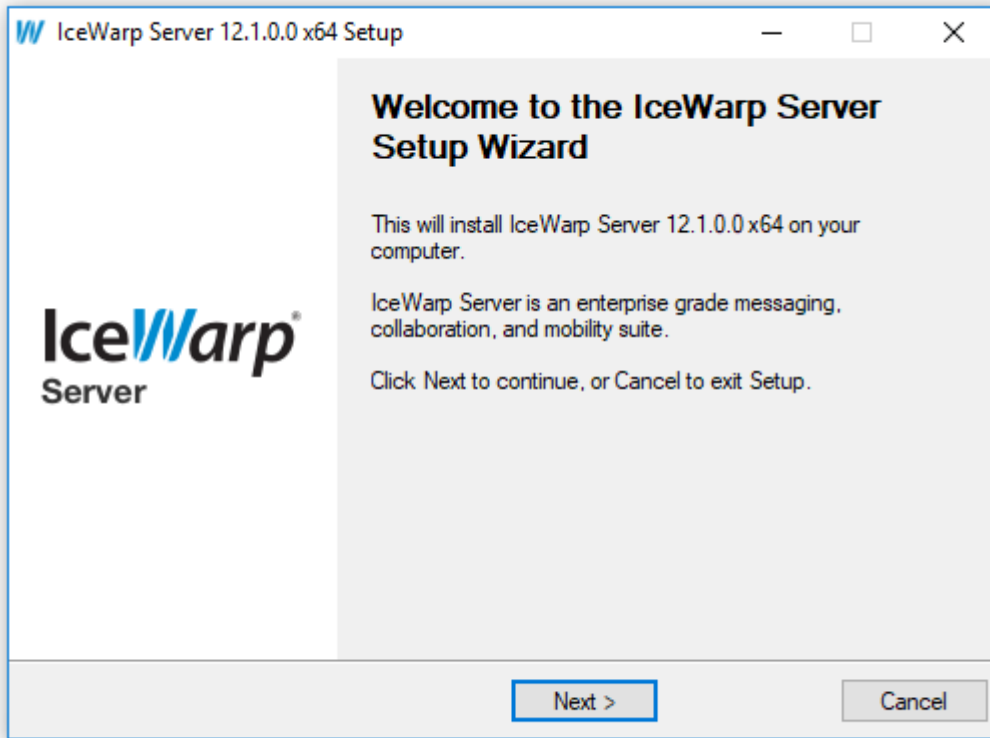 IceWarp Server 12.1.0.0 x64 Setup
Welcome to the IceWarp Server
Setup Wizard
This will install IceWarp Server 12.1.0.0 x64 on your
computer.
IceWarp Server is an enterprise grade messaging,
collaboration, and mobility suite.
Click Next to continue, or Cancel to exit Setup.
IceWarp®
Server
Next >
Cancel